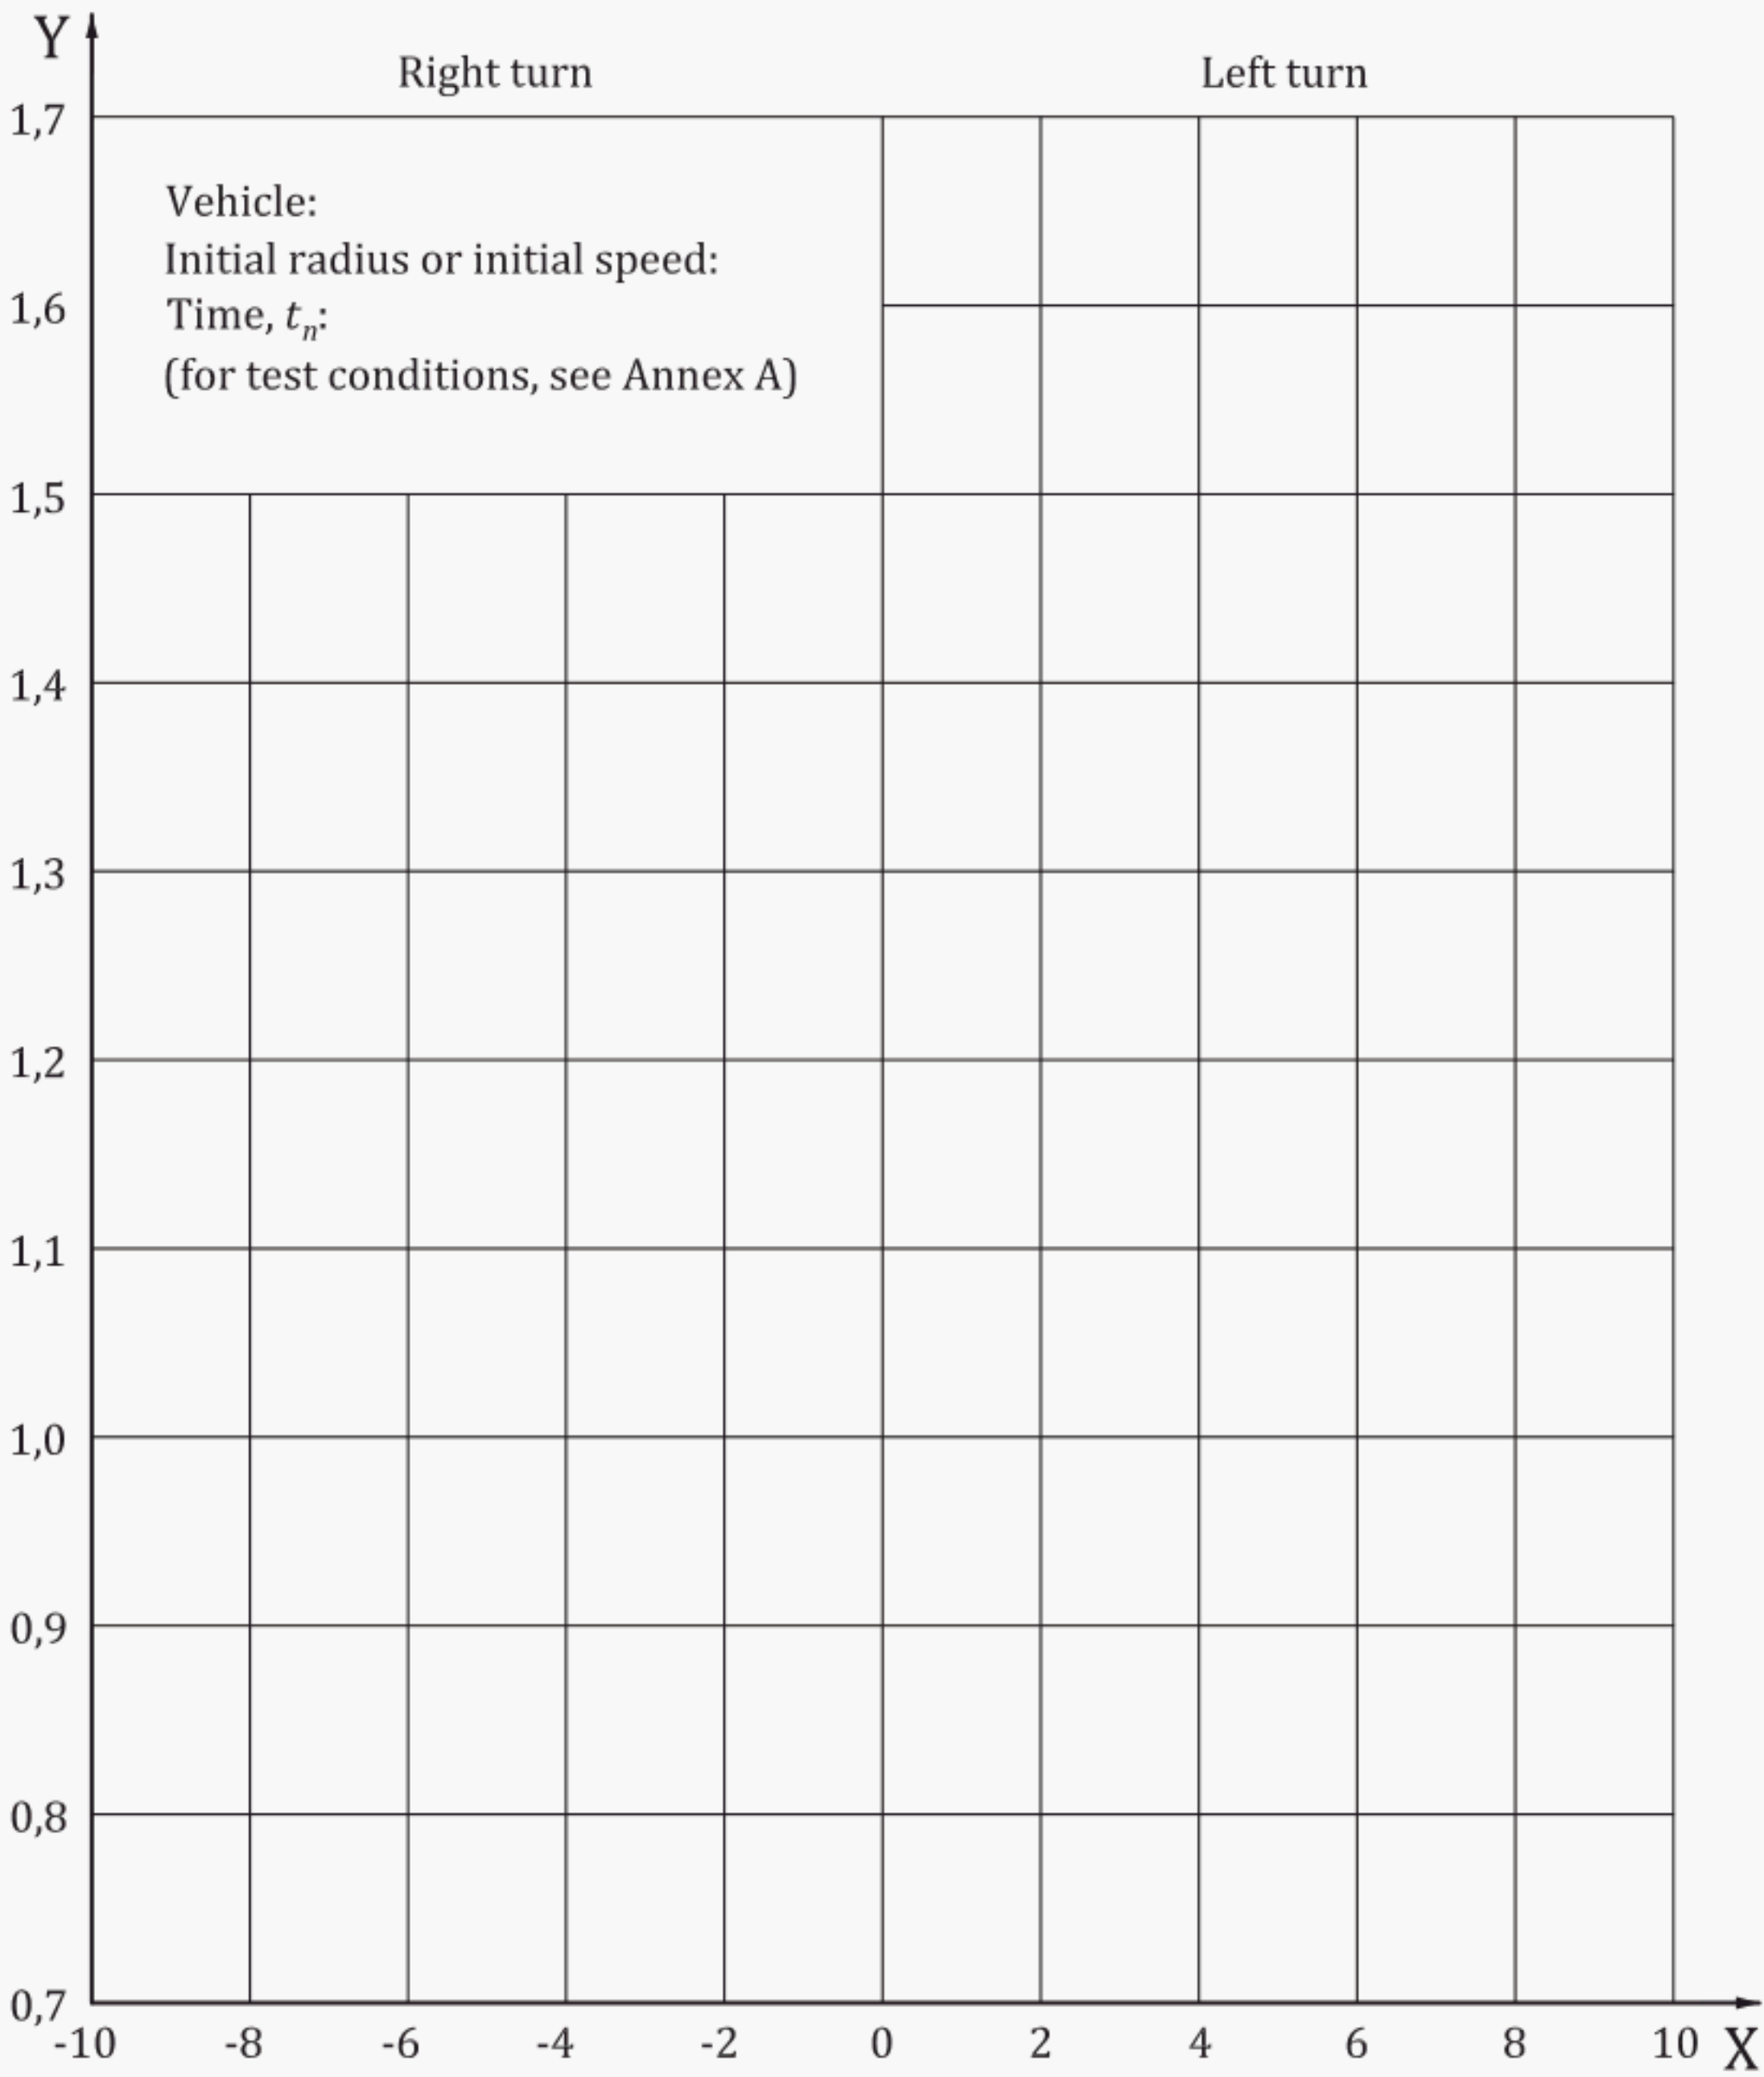 Y
Right turn Left turn
1,7
Vehicle:
Initial radius or initial speed:
1,6
Time, tn:
(for test conditions, see Annex A)
1,5
1,4
1,3
1,2
1,1
1,0
0,9
0,8
0,7
-10 -8 -6 -4 -2 0 2 4 6 8 10 X